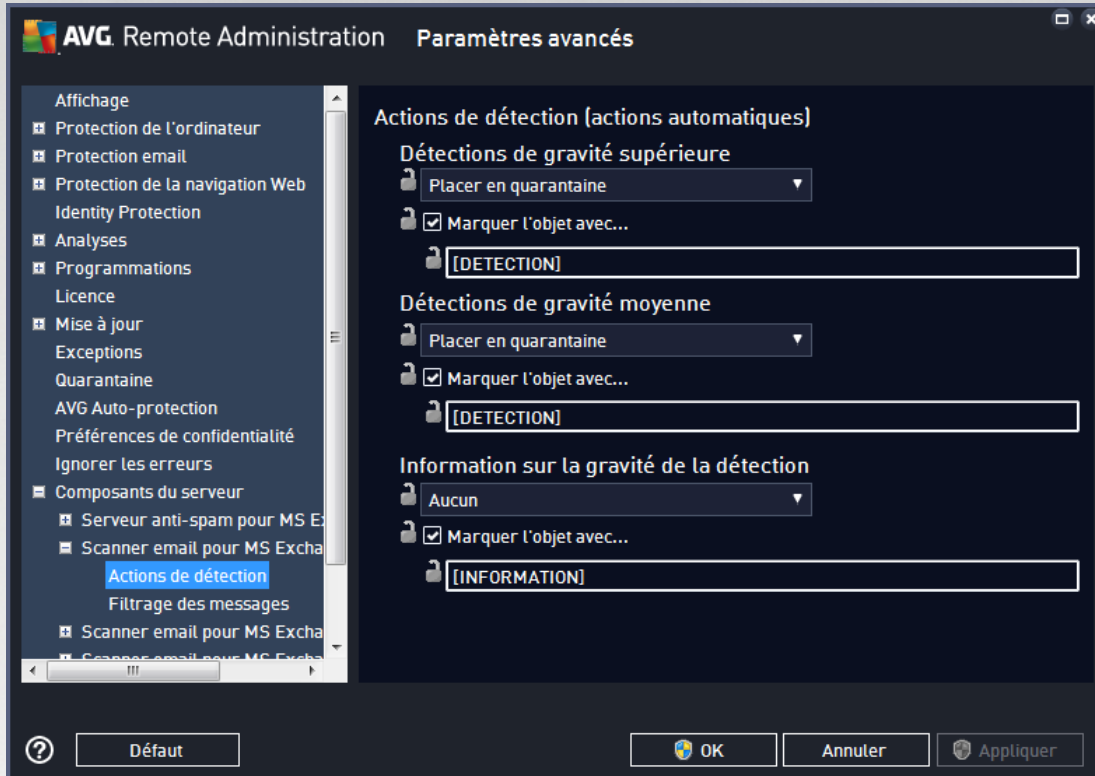 AVG. Remote Administration Paramètres avancés
Affichage
Protection de l'ordinateur
Protection email
Protection de la navigation Web
Identity Protection
Analyses
Programmations
Licence
Mise à jour
Exceptions
Quarantaine
AVG Auto-protection
Préférences de confidentialité
Ignorer les erreurs
Composants du serveur
Serveur anti-spam pour MS E
Scanner email pour MS Excha
Actions de détection
Filtrage des messages
Scanner email pour MS Excha
Scanner email pour MS Excha
Actions de détection (actions automatiques)
Détections de gravité supérieure
Placer en quarantaine
Marquer l'objet avec...
[DETECTION]
Détections de gravité moyenne
Placer en quarantaine
Marquer l'objet avec...
[DETECTION]
Information sur la gravité de la détection
Aucun
Marquer l'objet avec...
[INFORMATION]
Défaut
OK
Annuler
Appliquer